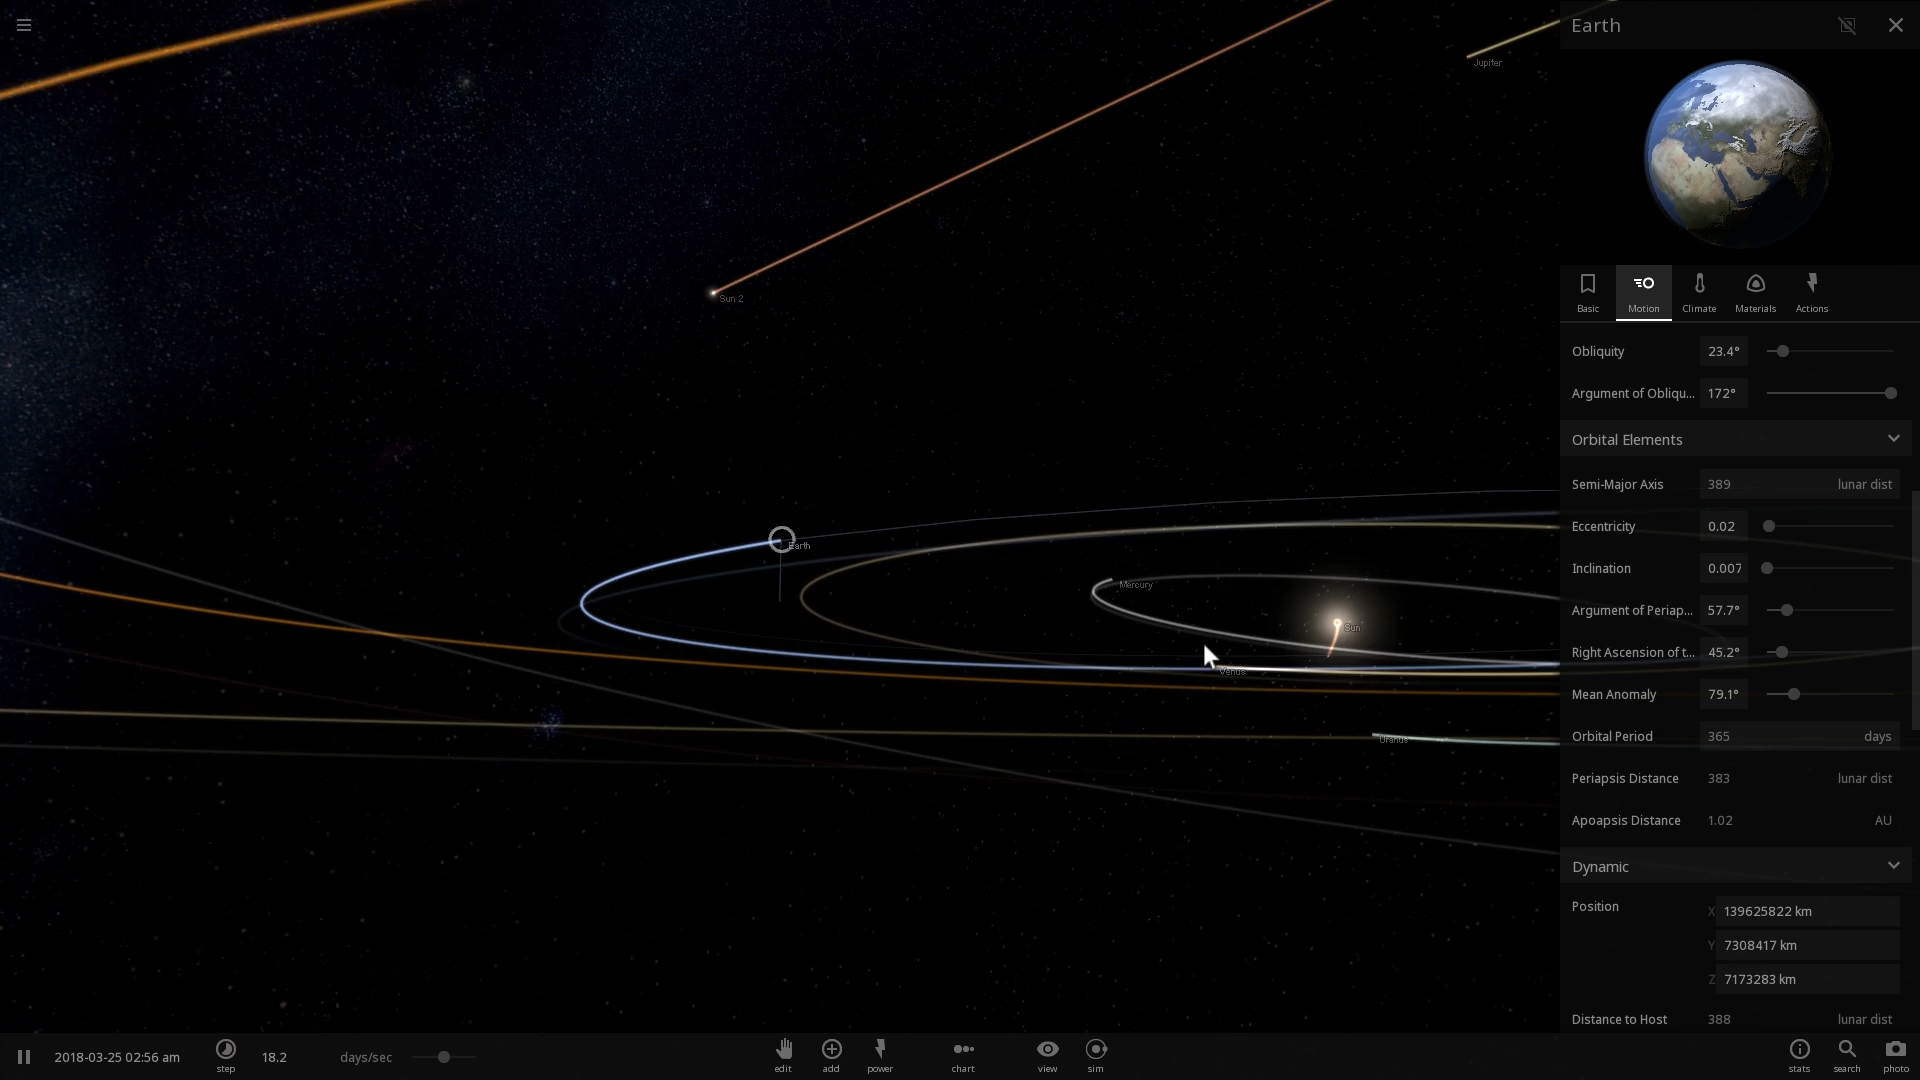 Earth
Jupiter
Sun 2
Earth
Mercury
Sun
Venus
Uranus
Basic
Motion
Climate
Materials
Actions
Obliquity 23.4°
Argument of Obliqu... 172°
Orbital Elements
Semi-Major Axis 389 lunar dist
Eccentricity 0.02
Inclination 0.007
Argument of Periap... 57.7°
Right Ascension of t... 45.2°
Mean Anomaly 79.1°
Orbital Period 365 days
Periapsis Distance 383 lunar dist
Apoapsis Distance 1.02 AU
Dynamic
Position X 139625822 km
Y 7308417 km
Z 7173283 km
Distance to Host 388 lunar dist
2018-03-25 02:56 am
step
18.2 days/sec
edit
add
power
chart
view
sim
stats
search
photo